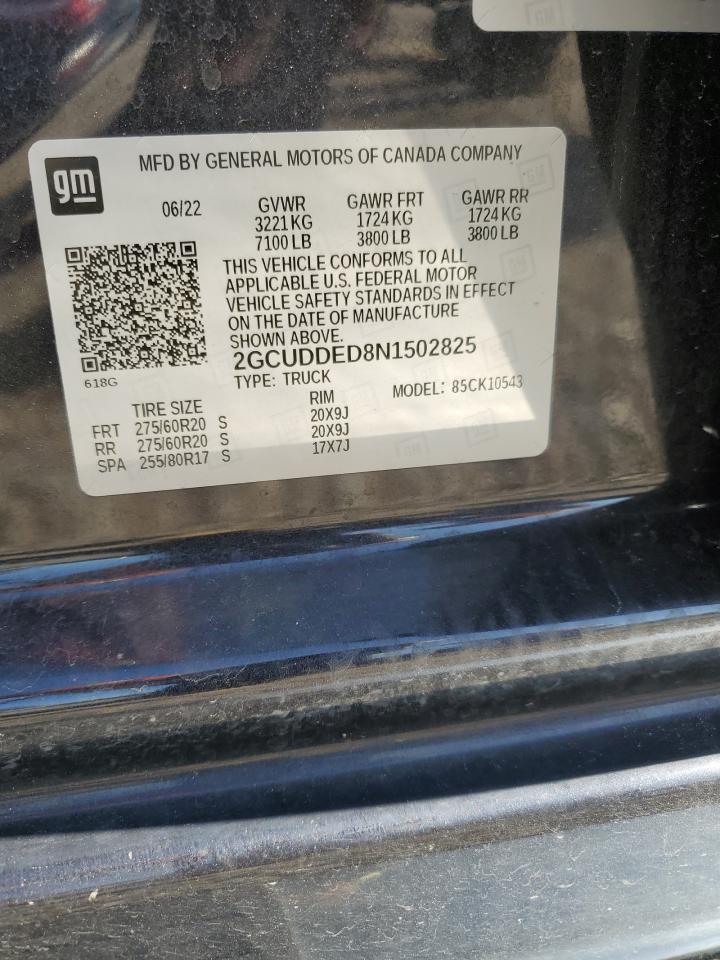 gm
MFD BY GENERAL MOTORS OF CANADA COMPANY
06/22
GVWR
3221 KG
7100 LB
GAWR FRT
1724 KG
3800 LB
GAWR RR
1724 KG
3800 LB
THIS VEHICLE CONFORMS TO ALL
APPLICABLE U.S. FEDERAL MOTOR
VEHICLE SAFETY STANDARDS IN EFFECT
ON THE DATE OF MANUFACTURE
SHOWN ABOVE.
2GCUDDED8N1502825
618G
TYPE: TRUCK
MODEL: 85CK10543
TIRE SIZE RIM
FRT 275/60R20 S 20X9J
RR 275/60R20 S 20X9J
SPA 255/80R17 S 17X7J